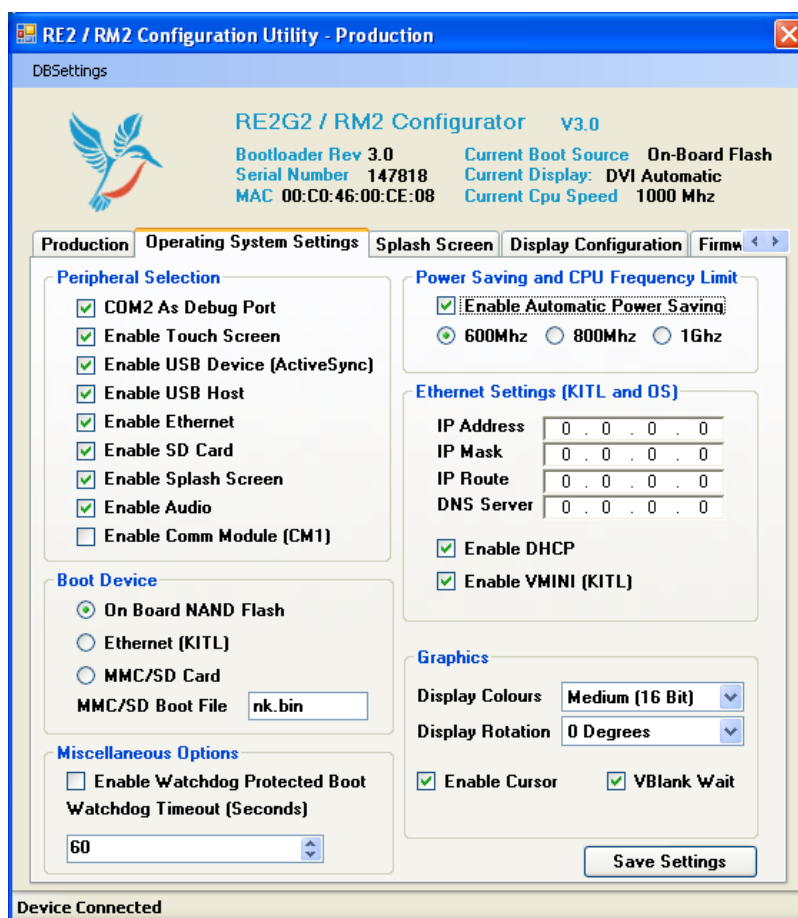 RE2 / RM2 Configuration Utility - Production
DBSettings
RE2G2 / RM2 Configurator V3.0
Bootloader Rev 3.0 Current Boot Source On-Board Flash
Serial Number 147818 Current Display: DVI Automatic
MAC 00:C0:46:00:CE:08 Current Cpu Speed 1000 Mhz
Production Operating System Settings Splash Screen Display Configuration Firmw
Peripheral Selection
COM2 As Debug Port
Enable Touch Screen
Enable USB Device (ActiveSync)
Enable USB Host
Enable Ethernet
Enable SD Card
Enable Splash Screen
Enable Audio
Enable Comm Module (CM1)
Boot Device
On Board NAND Flash
Ethernet (KITL)
MMC/SD Card
MMC/SD Boot File nk.bin
Miscellaneous Options
Enable Watchdog Protected Boot
Watchdog Timeout (Seconds)
60
Power Saving and CPU Frequency Limit
Enable Automatic Power Saving
600Mhz 800Mhz 1Ghz
Ethernet Settings (KITL and OS)
IP Address 0 . 0 . 0 . 0
IP Mask 0 . 0 . 0 . 0
IP Route 0 . 0 . 0 . 0
DNS Server 0 . 0 . 0 . 0
Enable DHCP
Enable VMINI (KITL)
Graphics
Display Colours Medium (16 Bit)
Display Rotation 0 Degrees
Enable Cursor VBlank Wait
Save Settings
Device Connected